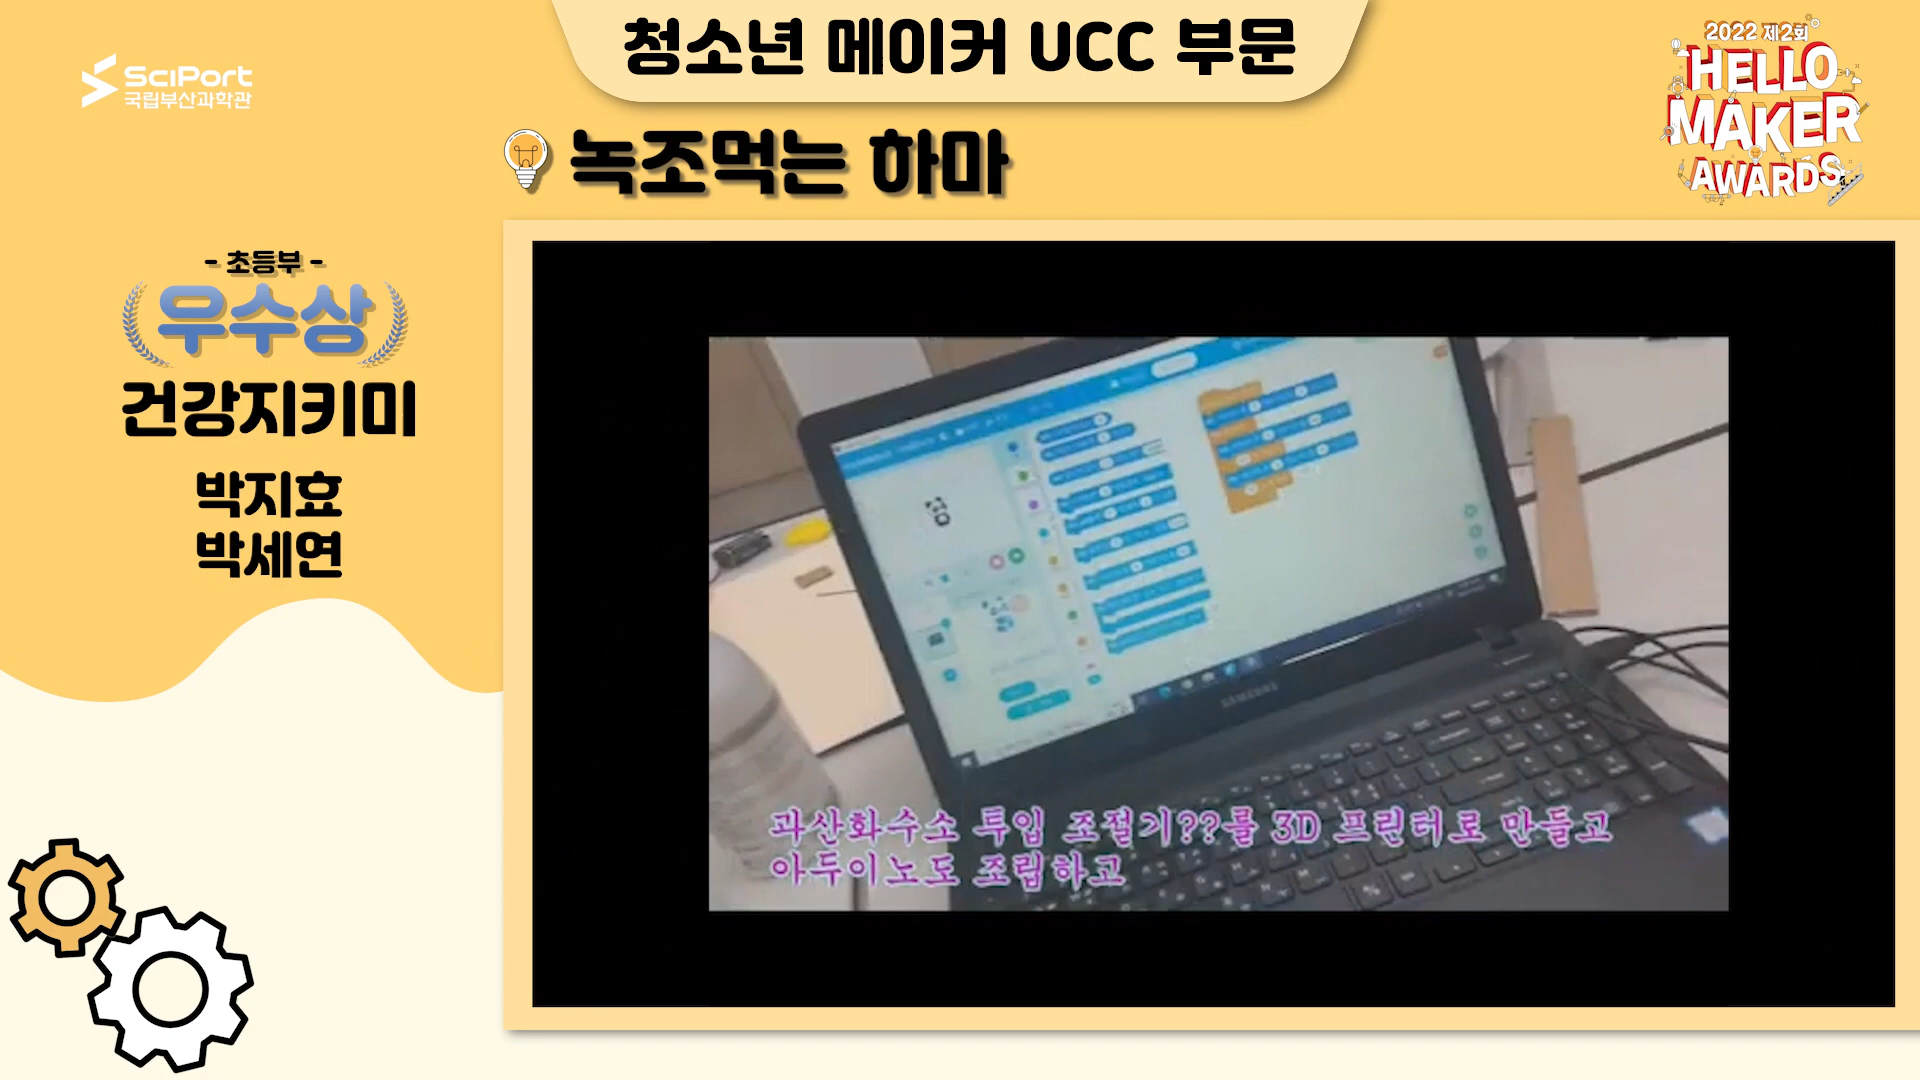 청소년 메이커 UCC 부문
SCIPORT
국립부산과학관
2022 제2회
HELLO
MAKER
AWARDS
녹조먹는 하마
- 초등부 -
우수상
건강지키미
박지효
박세연
SAMSUNG
과산화수소 투입 조절기??를 3D 프린터로 만들고
아두이노도 조립하고